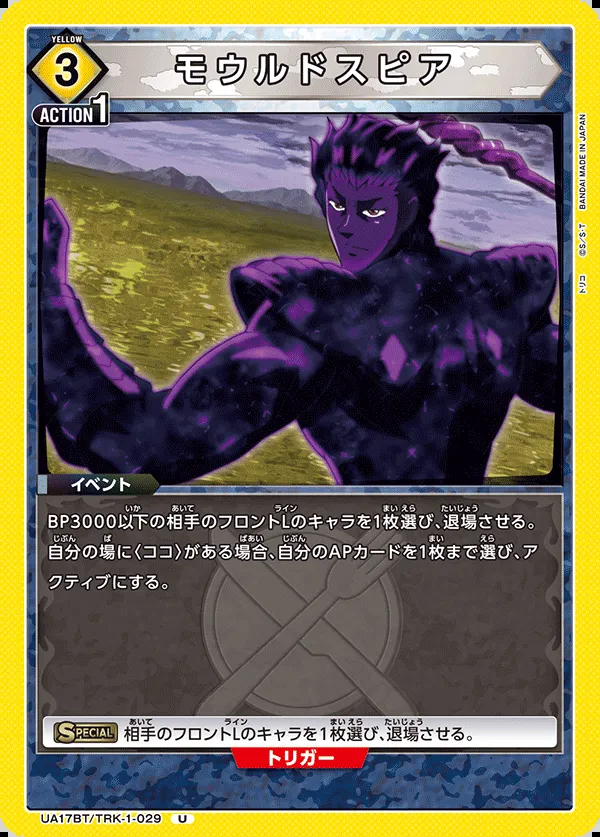 YELLOW
3
モウルドスピア
ACTION 1
トリコ ©S／S・T BANDAI MADE IN JAPAN
イベント
BP3000以下の相手のフロントLのキャラを1枚選び、退場させる。
自分の場に〈ココ〉がある場合、自分のAPカードを1枚まで選び、ア
クティブにする。
SPECIAL 相手のフロントLのキャラを1枚選び、退場させる。
トリガー
UA17BT/TRK-1-029 U